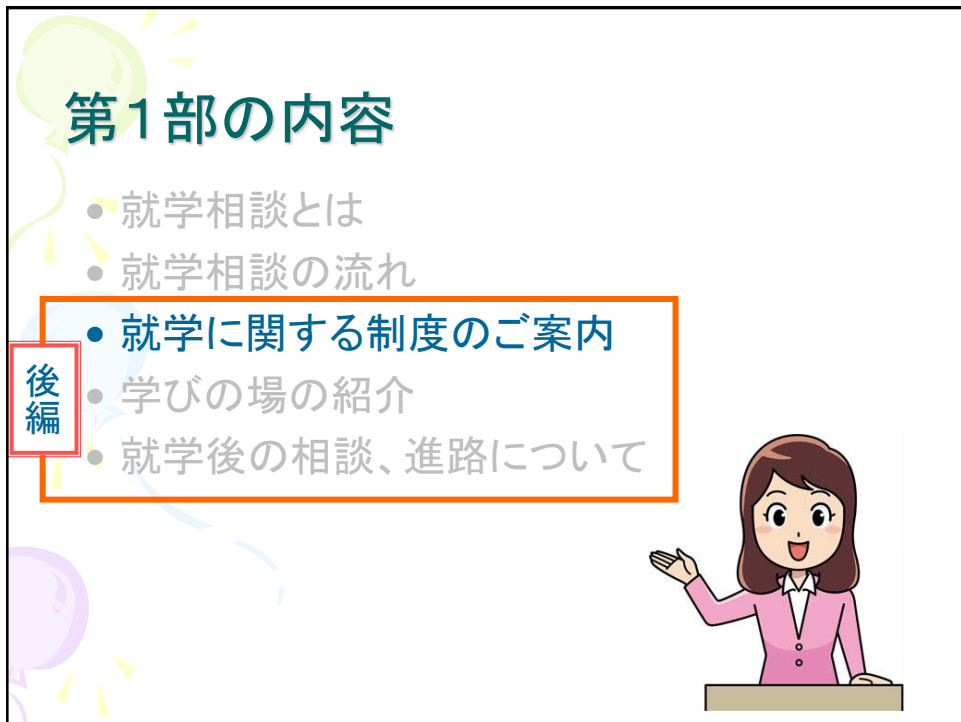 第1部の内容
• 就学相談とは
• 就学相談の流れ
• 就学に関する制度のご案内
後編
• 学びの場の紹介
• 就学後の相談、進路について